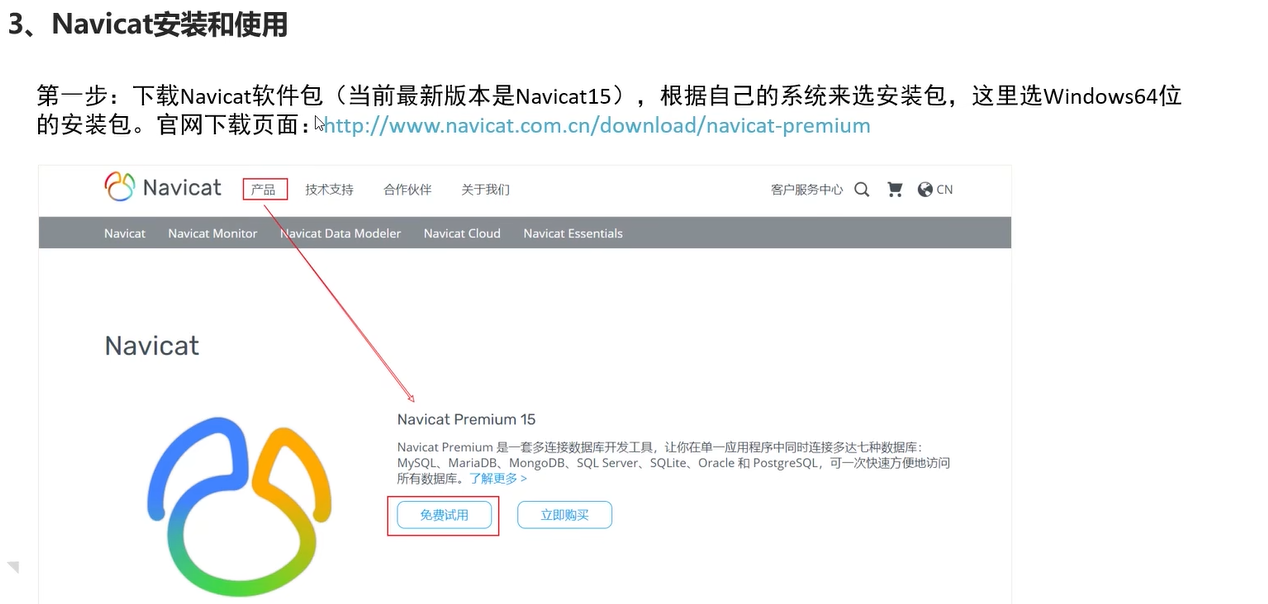 3、Navicat安装和使用
第一步：下载Navicat软件包（当前最新版本是Navicat15），根据自己的系统来选安装包，这里选Windows64位
的安装包。官网下载页面：http://www.navicat.com.cn/download/navicat-premium
Navicat 产品 技术支持 合作伙伴 关于我们 客户服务中心 CN
Navicat Navicat Monitor Navicat Data Modeler Navicat Cloud Navicat Essentials
Navicat
Navicat Premium 15
Navicat Premium 是一套多连接数据库开发工具，让你在单一应用程序中同时连接多达七种数据库：
MySQL、MariaDB、MongoDB、SQL Server、SQLite、Oracle 和 PostgreSQL，可一次快速方便地访问
所有数据库。了解更多 >
免费试用 立即购买